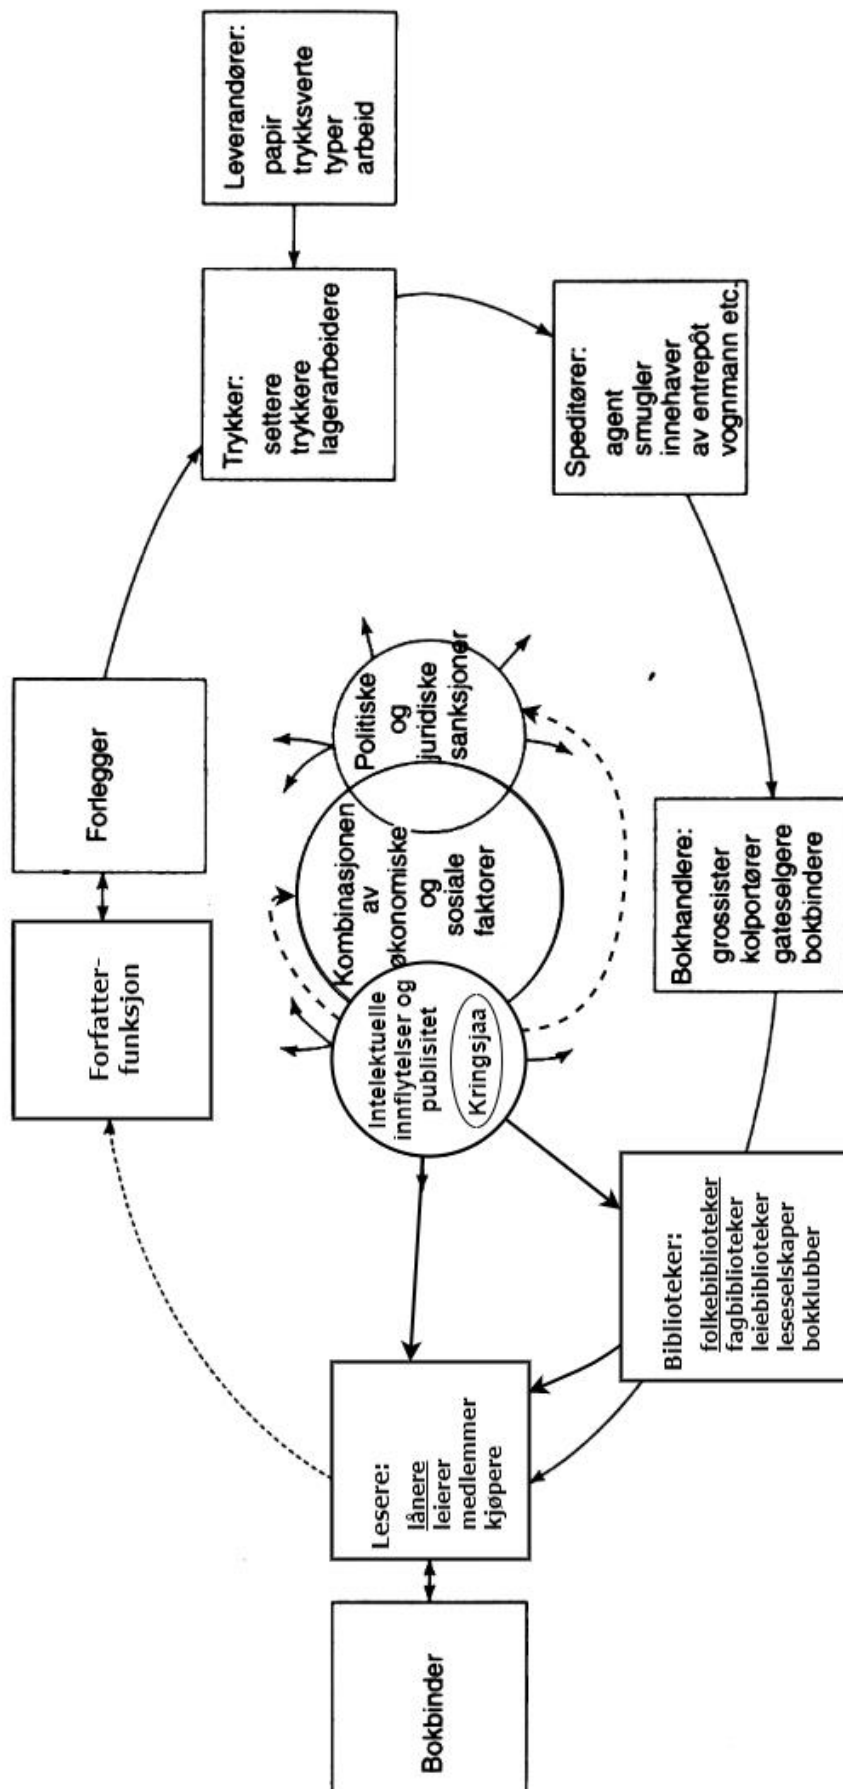 Forfatter-
funksjon
Forlegger
Trykker:
settere
trykkere
lagerarbeidere
Leverandører:
papir
trykksverte
typer
arbeid
Intelektuelle
innflytelser og
publisitet
Kringsjaa
Kombinasjonen
av
økonomiske
og
sosiale
faktorer
Politiske
og
juridiske
sanksjoner
Bokbinder
Lesere:
lånere
leierer
medlemmer
kjøpere
Biblioteker:
folkebiblioteker
fagbiblioteker
leiebiblioteker
leseselskaper
bokklubber
Bokhandlere:
grossister
kolportører
gateselgere
bokbindere
Speditører:
agent
smugler
innehaver
av entrepôt
vognmann etc.